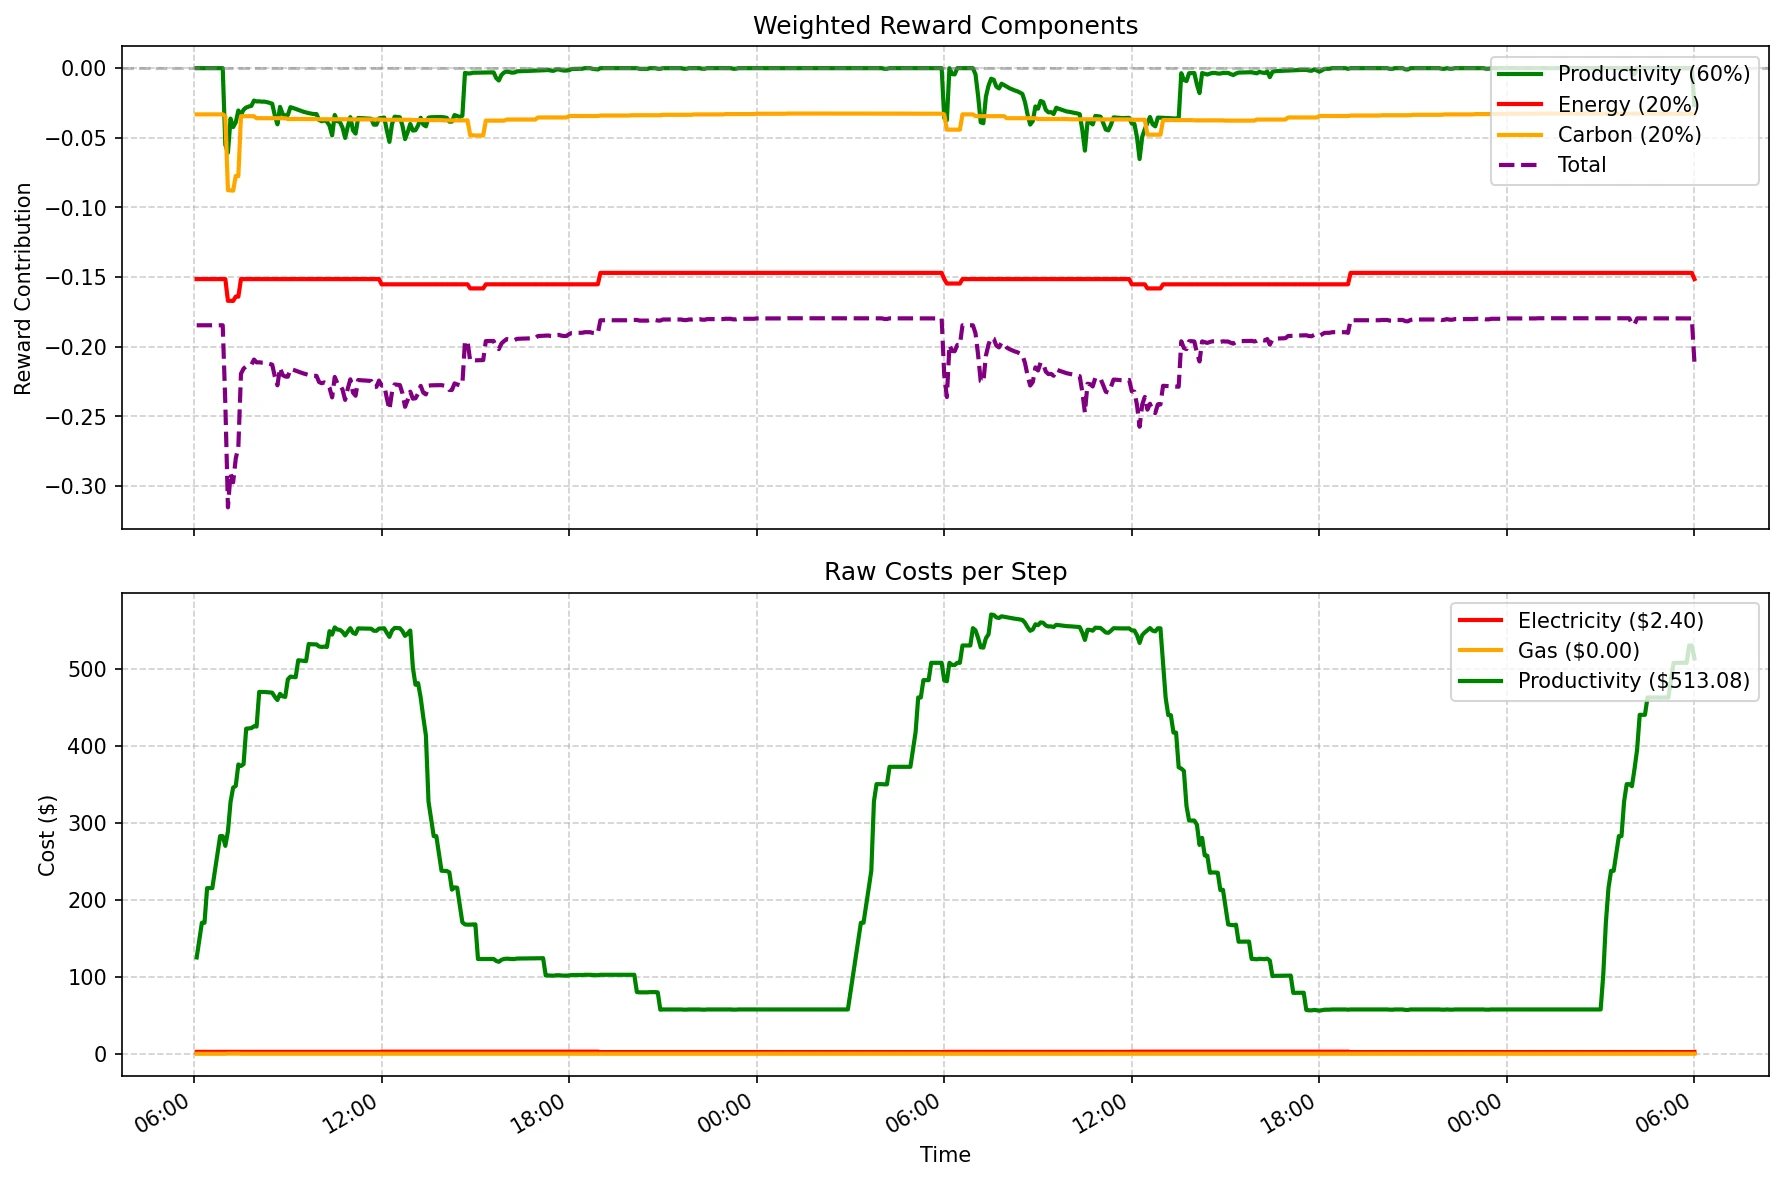 Weighted Reward Components
Reward Contribution
0.00
−0.05
−0.10
−0.15
−0.20
−0.25
−0.30
Productivity (60%)
Energy (20%)
Carbon (20%)
Total
Raw Costs per Step
Cost ($)
500
400
300
200
100
0
Electricity ($2.40)
Gas ($0.00)
Productivity ($513.08)
06:00
12:00
18:00
00:00
06:00
12:00
18:00
00:00
06:00
Time